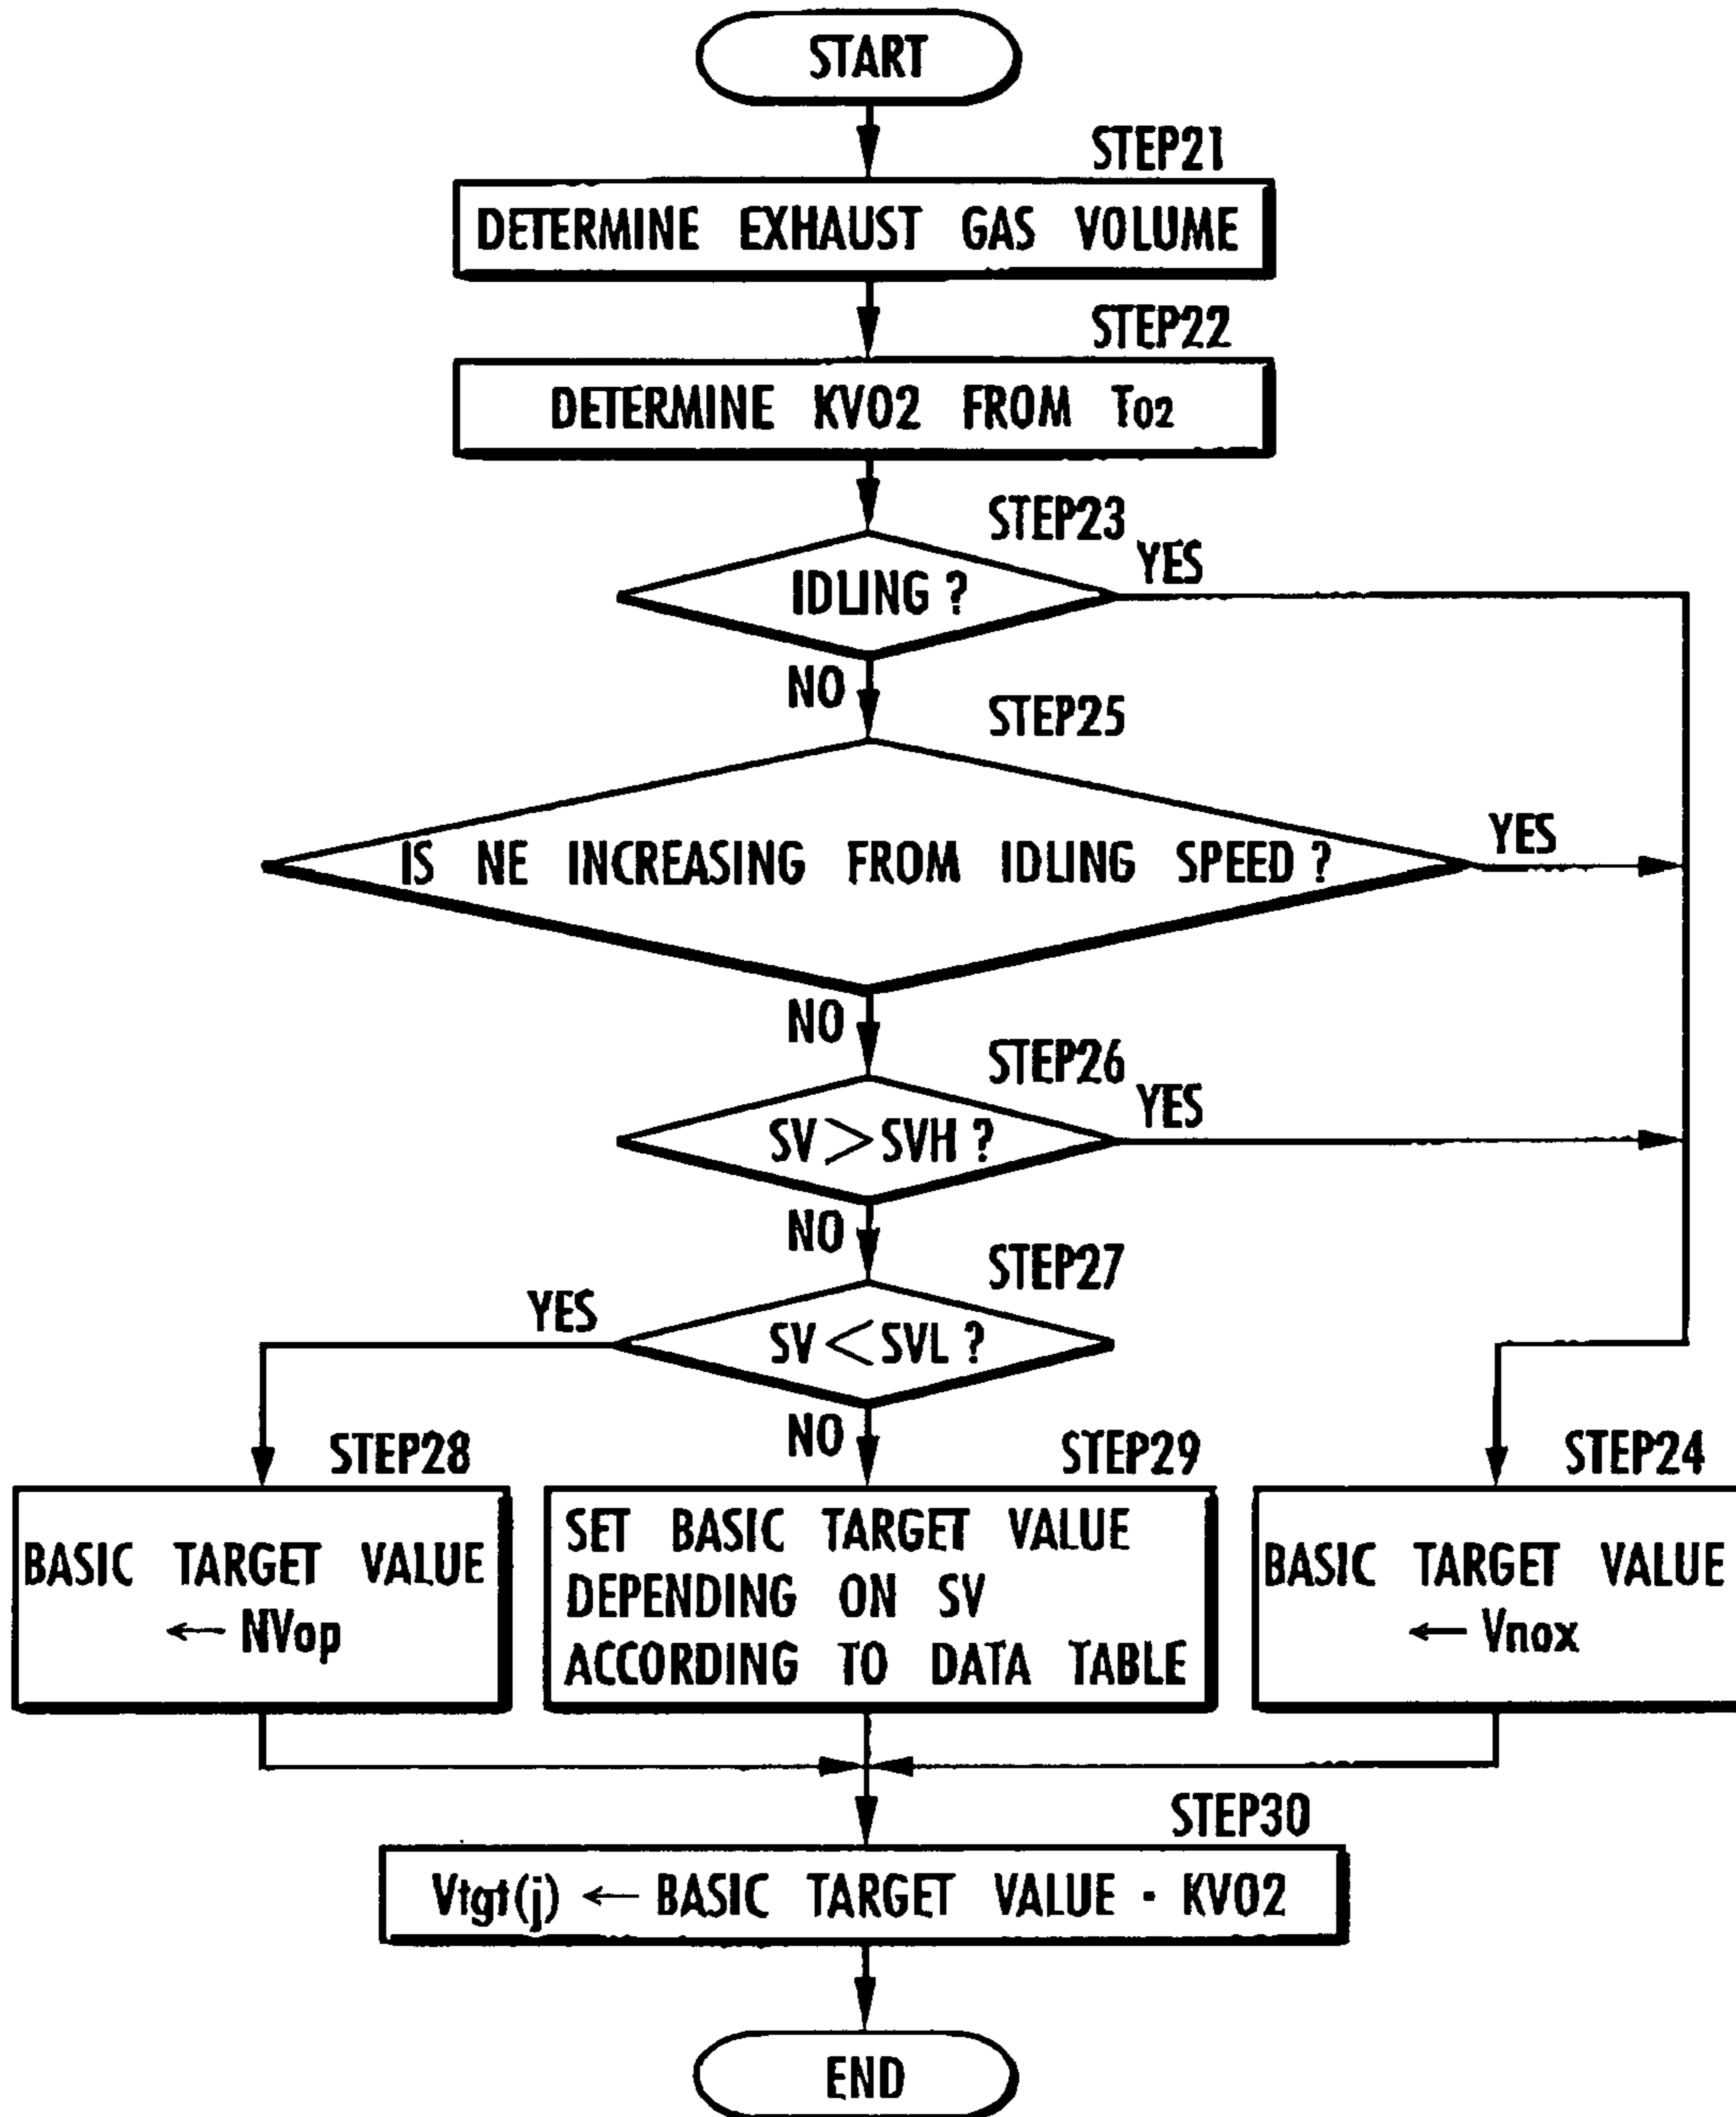 START
STEP21
DETERMINE EXHAUST GAS VOLUME
STEP22
DETERMINE KVO2 FROM To2
STEP23
IDLING ?
YES
NO
STEP25
IS NE INCREASING FROM IDLING SPEED ?
YES
NO
STEP26
SV > SVH ?
YES
NO
STEP27
SV < SVL ?
YES
NO
STEP28
BASIC TARGET VALUE
← NVop
STEP29
SET BASIC TARGET VALUE
DEPENDING ON SV
ACCORDING TO DATA TABLE
STEP24
BASIC TARGET VALUE
← Vnox
STEP30
Vtgt(j) ← BASIC TARGET VALUE · KVO2
END